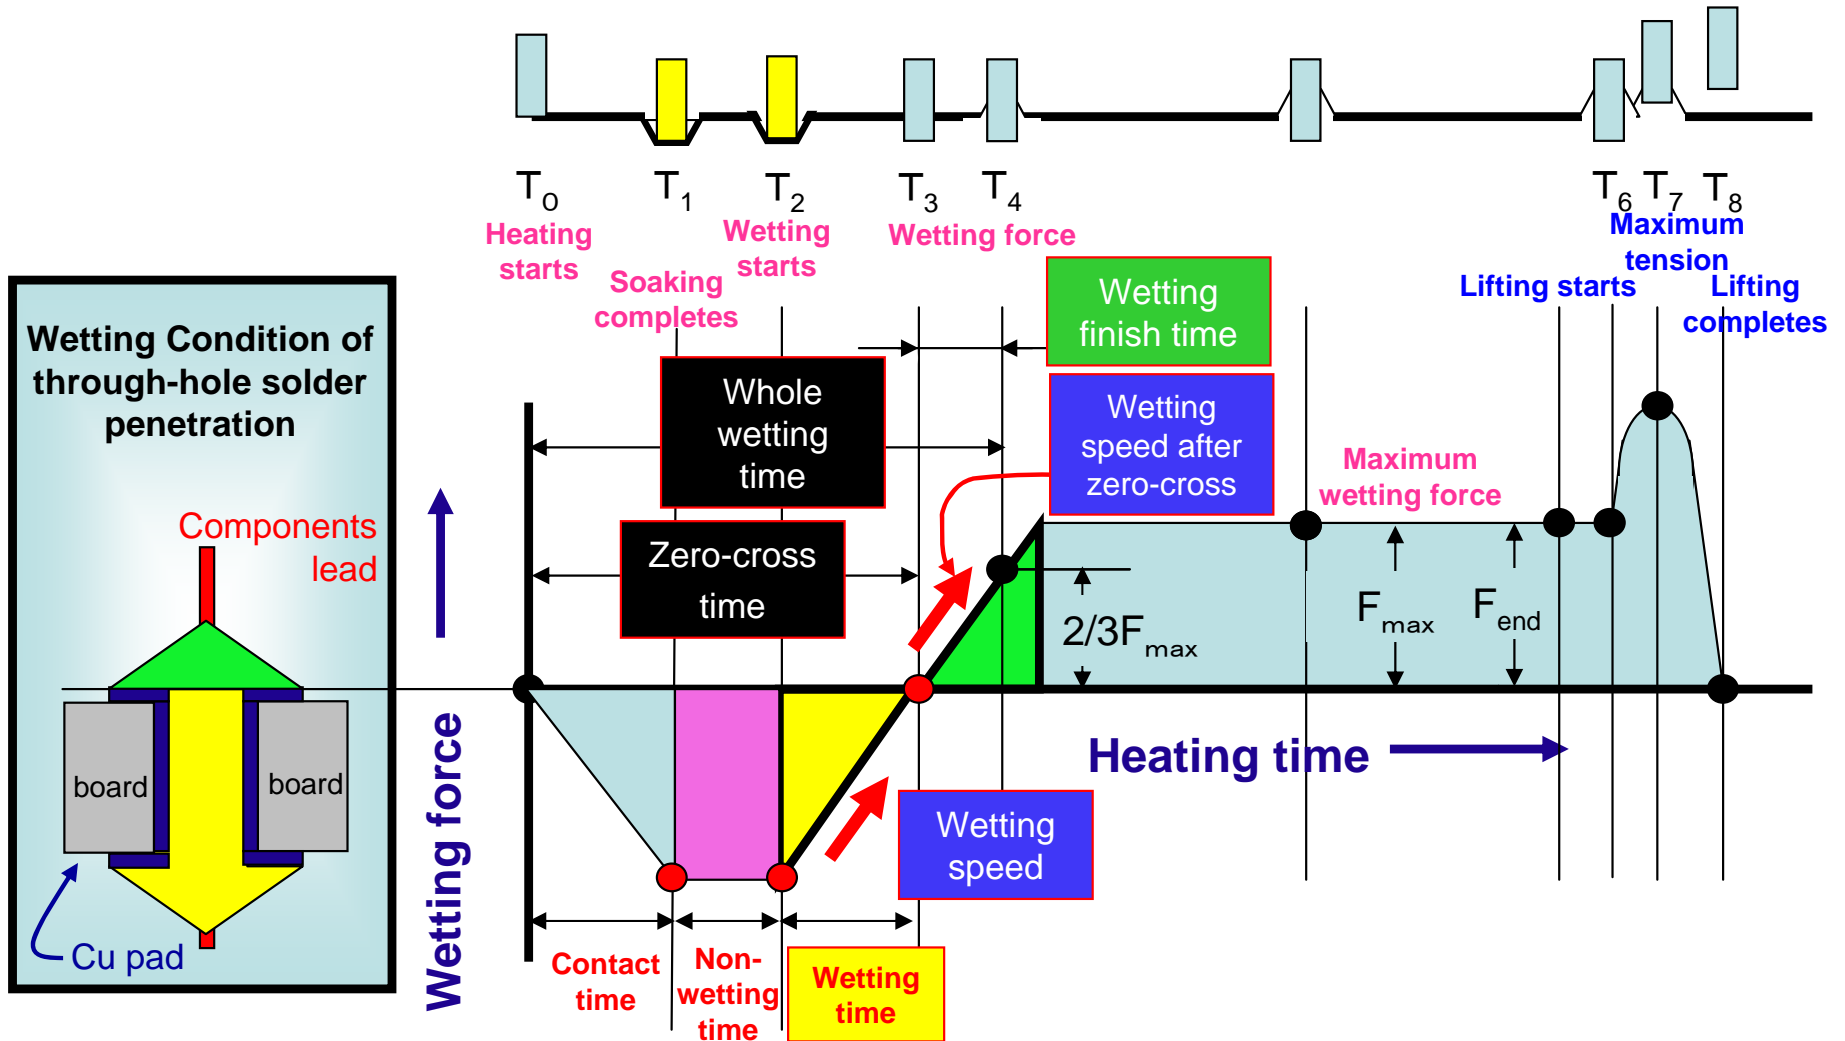 T0
T1
T2
T3
T4
T6
T7
T8
Heating
starts
Soaking
completes
Wetting
starts
Wetting force
Maximum
tension
Lifting starts
Lifting
completes
Wetting Condition of
through-hole solder
penetration
Components
lead
board
board
Cu pad
Wetting force
Whole
wetting
time
Zero-cross
time
Wetting
finish time
Wetting
speed after
zero-cross
Maximum
wetting force
2/3Fmax
Fmax
Fend
Heating time
Wetting
speed
Contact
time
Non-
wetting
time
Wetting
time